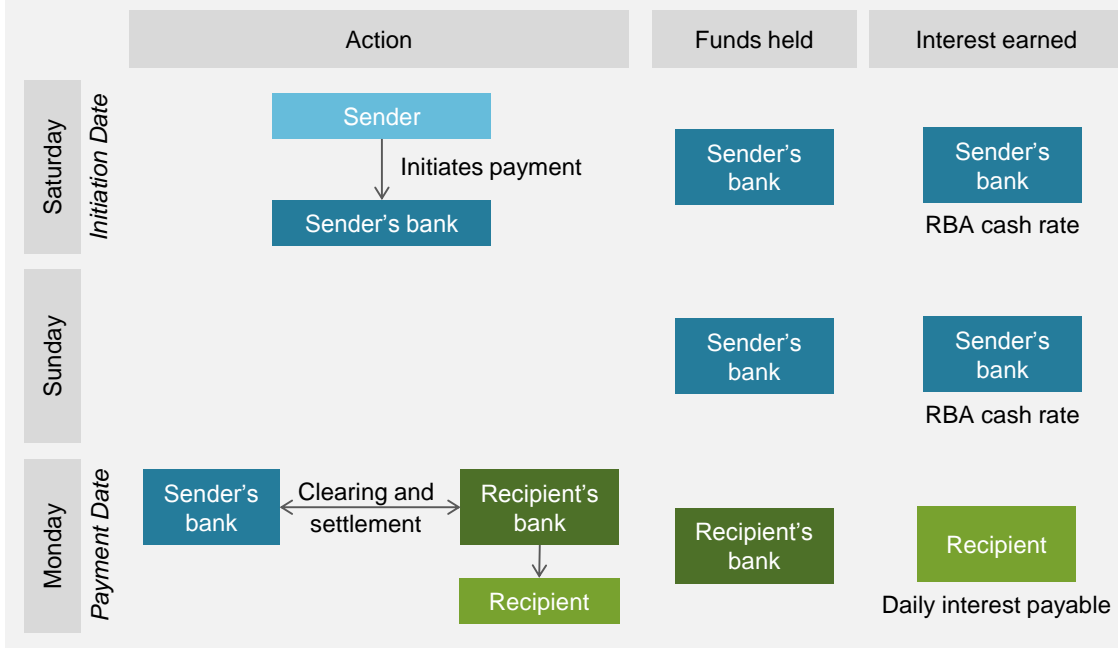 Action
Funds held
Interest earned
Saturday
Initiation Date
Sender
Initiates payment
Sender’s bank
Sender’s
bank
Sender’s
bank
RBA cash rate
Sunday
Sender’s
bank
Sender’s
bank
RBA cash rate
Monday
Payment Date
Sender’s
bank
Clearing and
settlement
Recipient’s
bank
Recipient
Recipient’s
bank
Recipient
Daily interest payable